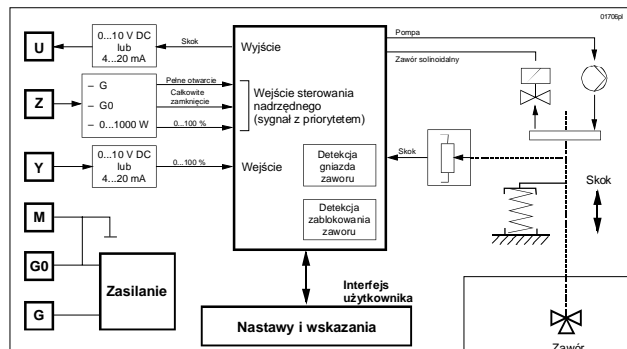 01706pl
U
0...10 V DC
lub
4...20 mA
Skok
Wyjście
Pompa
Zawór solinoidalny
Z
– G
– G0
– 0...1000 W
Pełne otwarcie
Całkowite
zamknięcie
0...100 %
Wejście sterowania
nadrzędnego
(sygnał z priorytetem)
Y
0...10 V DC
lub
4...20 mA
0...100 %
Wejście
Detekcja
gniazda
zaworu
Skok
Detekcja
zablokowania
zaworu
Skok
M
G0
G
Zasilanie
Interfejs
użytkownika
Nastawy i wskazania
Zawór